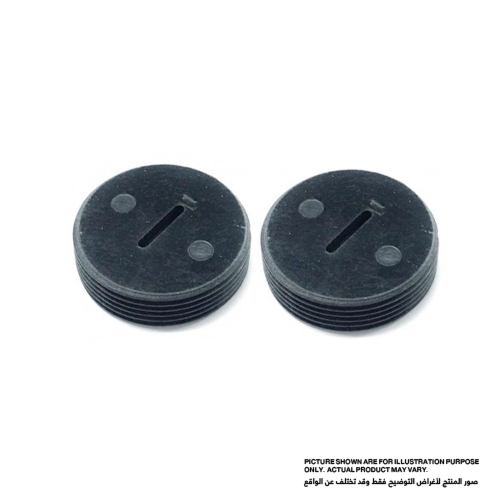 PICTURE SHOWN ARE FOR ILLUSTRATION PURPOSE
ONLY. ACTUAL PRODUCT MAY VARY.
صور المنتج لأغراض التوضيح فقط وقد تختلف عن الواقع